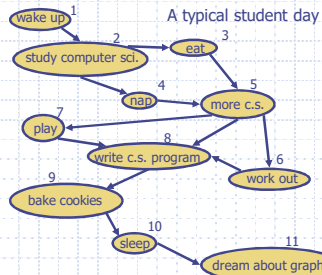 A typical student day
1
wake up
2
study computer sci.
3
eat
4
nap
5
more c.s.
7
play
8
write c.s. program
6
work out
9
bake cookies
10
sleep
11
dream about graph